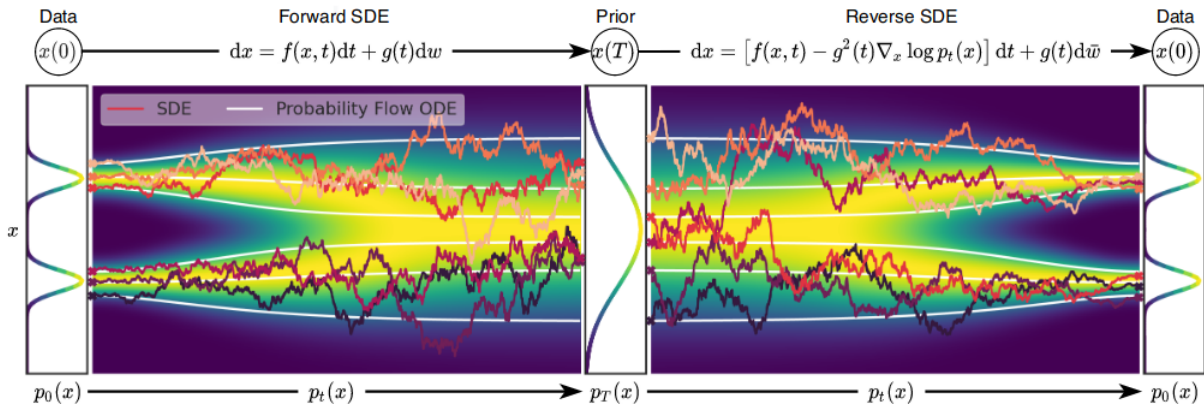 Data Forward SDE Prior Reverse SDE Data
x(0) dx = f(x, t)dt + g(t)dw x(T) dx = [f(x, t) − g²(t)∇ₓ log pₜ(x)] dt + g(t)dw̄ x(0)
SDE Probability Flow ODE
x
p₀(x) pₜ(x) p_T(x) pₜ(x) p₀(x)